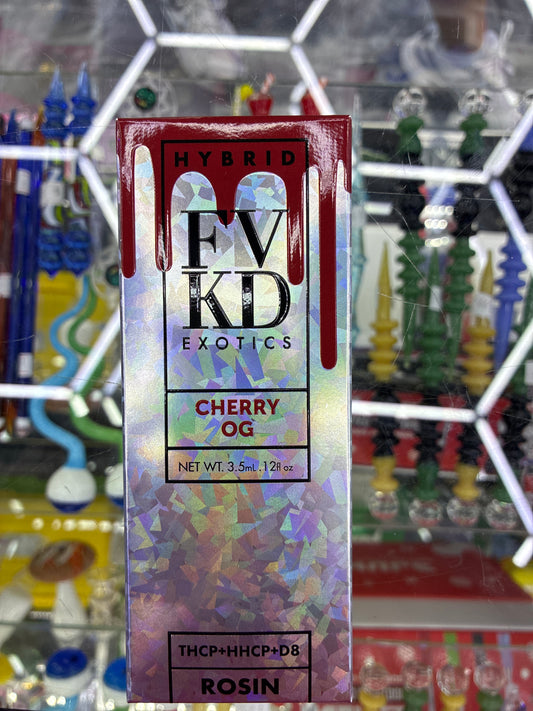 HYBRID
FV
KD
EXOTICS
CHERRY
OG
NET WT. 3.5mL .12fl oz
THCP+HHCP+D8
ROSIN